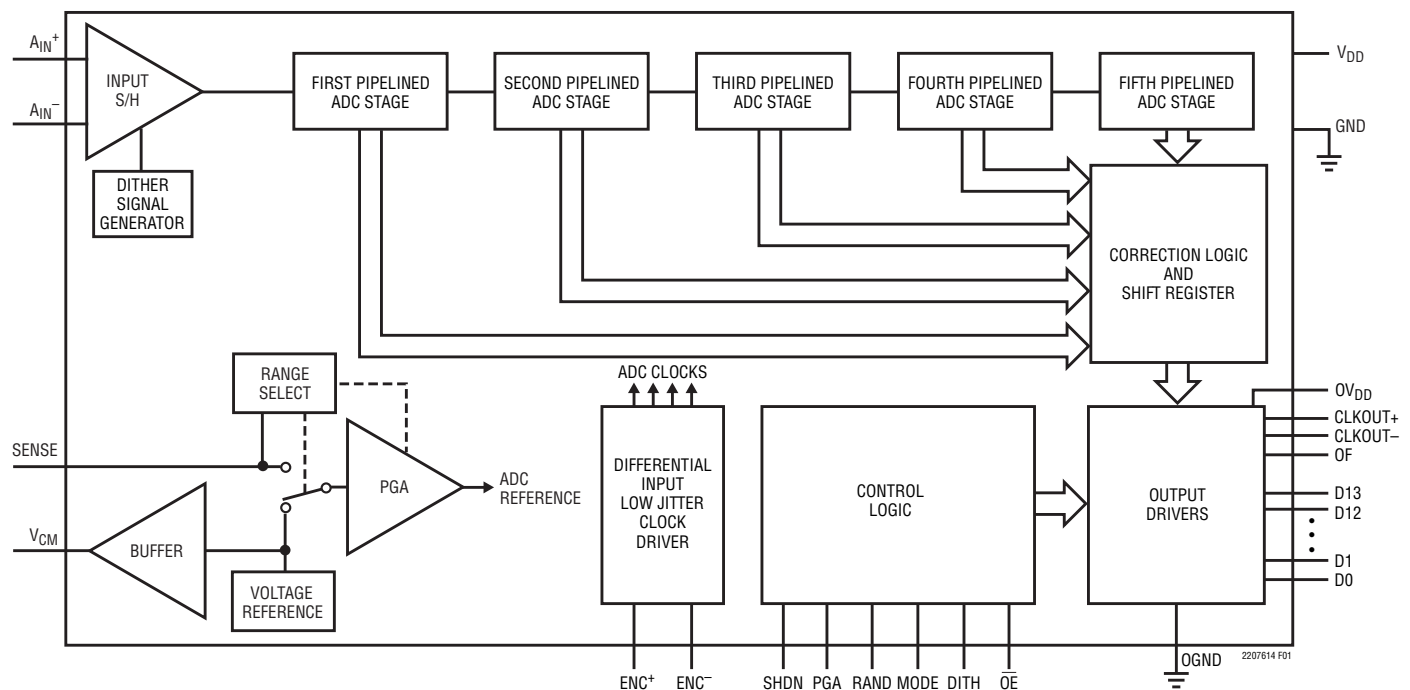 AIN+
AIN–
INPUT
S/H
DITHER
SIGNAL
GENERATOR
FIRST PIPELINED
ADC STAGE
SECOND PIPELINED
ADC STAGE
THIRD PIPELINED
ADC STAGE
FOURTH PIPELINED
ADC STAGE
FIFTH PIPELINED
ADC STAGE
VDD
GND
CORRECTION LOGIC
AND
SHIFT REGISTER
RANGE
SELECT
SENSE
VCM
BUFFER
VOLTAGE
REFERENCE
PGA
ADC
REFERENCE
ADC CLOCKS
DIFFERENTIAL
INPUT
LOW JITTER
CLOCK
DRIVER
CONTROL
LOGIC
OUTPUT
DRIVERS
OVDD
CLKOUT+
CLKOUT–
OF
D13
D12
D1
D0
OGND
2207614 F01
ENC+
ENC–
SHDN
PGA
RAND
MODE
DITH
O̅E̅